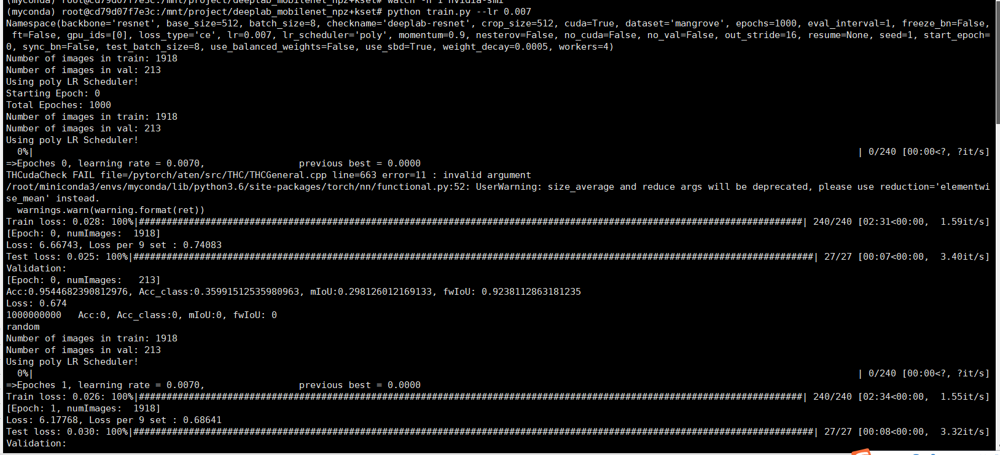 (myconda) root@cd79d07f7e3c:/mnt/project/deeplab_mobilenet_npz+kset# watch -n 1 nvidia-smi
(myconda) root@cd79d07f7e3c:/mnt/project/deeplab_mobilenet_npz+kset# python train.py --lr 0.007
Namespace(backbone='resnet', base_size=512, batch_size=8, checkname='deeplab-resnet', crop_size=512, cuda=True, dataset='mangrove', epochs=1000, eval_interval=1, freeze_bn=False,
 ft=False, gpu_ids=[0], loss_type='ce', lr=0.007, lr_scheduler='poly', momentum=0.9, nesterov=False, no_cuda=False, no_val=False, out_stride=16, resume=None, seed=1, start_epoch=
0, sync_bn=False, test_batch_size=8, use_balanced_weights=False, use_sbd=True, weight_decay=0.0005, workers=4)
Number of images in train: 1918
Number of images in val: 213
Using poly LR Scheduler!
Starting Epoch: 0
Total Epoches: 1000
Number of images in train: 1918
Number of images in val: 213
Using poly LR Scheduler!
  0%| | 0/240 [00:00<?, ?it/s]
=>Epoches 0, learning rate = 0.0070,                 previous best = 0.0000
THCudaCheck FAIL file=/pytorch/aten/src/THC/THCGeneral.cpp line=663 error=11 : invalid argument
/root/miniconda3/envs/myconda/lib/python3.6/site-packages/torch/nn/functional.py:52: UserWarning: size_average and reduce args will be deprecated, please use reduction='elementwi
se_mean' instead.
  warnings.warn(warning.format(ret))
Train loss: 0.028: 100%|########################################################################################################################| 240/240 [02:31<00:00,  1.59it/s]
[Epoch: 0, numImages:  1918]
Loss: 6.66743, Loss per 9 set : 0.74083
Test loss: 0.025: 100%|###########################################################################################################################| 27/27 [00:07<00:00,  3.40it/s]
Validation:
[Epoch: 0, numImages:   213]
Acc:0.9544682390812976, Acc_class:0.35991512535980963, mIoU:0.298126012169133, fwIoU: 0.9238112863181235
Loss: 0.674
1000000000   Acc:0, Acc_class:0, mIoU:0, fwIoU: 0
random
Number of images in train: 1918
Number of images in val: 213
Using poly LR Scheduler!
  0%| | 0/240 [00:00<?, ?it/s]
=>Epoches 1, learning rate = 0.0070,                 previous best = 0.0000
Train loss: 0.026: 100%|########################################################################################################################| 240/240 [02:34<00:00,  1.55it/s]
[Epoch: 1, numImages:  1918]
Loss: 6.17768, Loss per 9 set : 0.68641
Test loss: 0.030: 100%|###########################################################################################################################| 27/27 [00:08<00:00,  3.32it/s]
Validation: